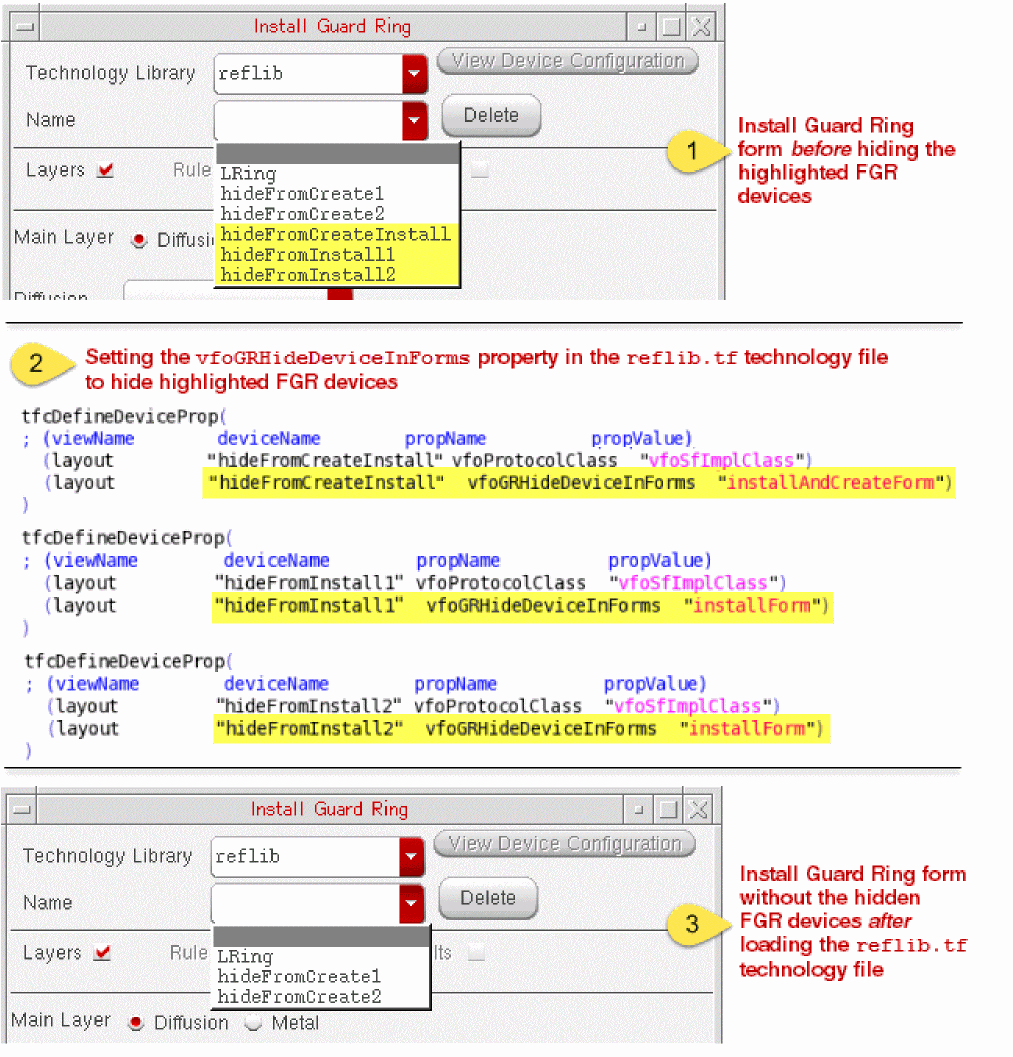 Install Guard Ring
Technology Library reflib View Device Configuration
Name Delete
Layers Rule
LRing
hideFromCreate1
hideFromCreate2
Main Layer Diffusi hideFromCreateInstall
hideFromInstall1
hideFromInstall2
Diffusion
1
Install Guard Ring
form before hiding the
highlighted FGR
devices
2
Setting the vfoGRHideDeviceInForms property in the reflib.tf technology file
to hide highlighted FGR devices
tfcDefineDeviceProp(
; (viewName deviceName propName propValue)
(layout "hideFromCreateInstall" vfoProtocolClass "vfoSfImplClass")
(layout "hideFromCreateInstall" vfoGRHideDeviceInForms "installAndCreateForm")
)
tfcDefineDeviceProp(
; (viewName deviceName propName propValue)
(layout "hideFromInstall1" vfoProtocolClass "vfoSfImplClass")
(layout "hideFromInstall1" vfoGRHideDeviceInForms "installForm")
)
tfcDefineDeviceProp(
; (viewName deviceName propName propValue)
(layout "hideFromInstall2" vfoProtocolClass "vfoSfImplClass")
(layout "hideFromInstall2" vfoGRHideDeviceInForms "installForm")
)
Install Guard Ring
Technology Library reflib View Device Configuration
Name Delete
Layers Rule lts
LRing
hideFromCreate1
hideFromCreate2
Main Layer Diffusion Metal
3
Install Guard Ring form
without the hidden
FGR devices after
loading the reflib.tf
technology file